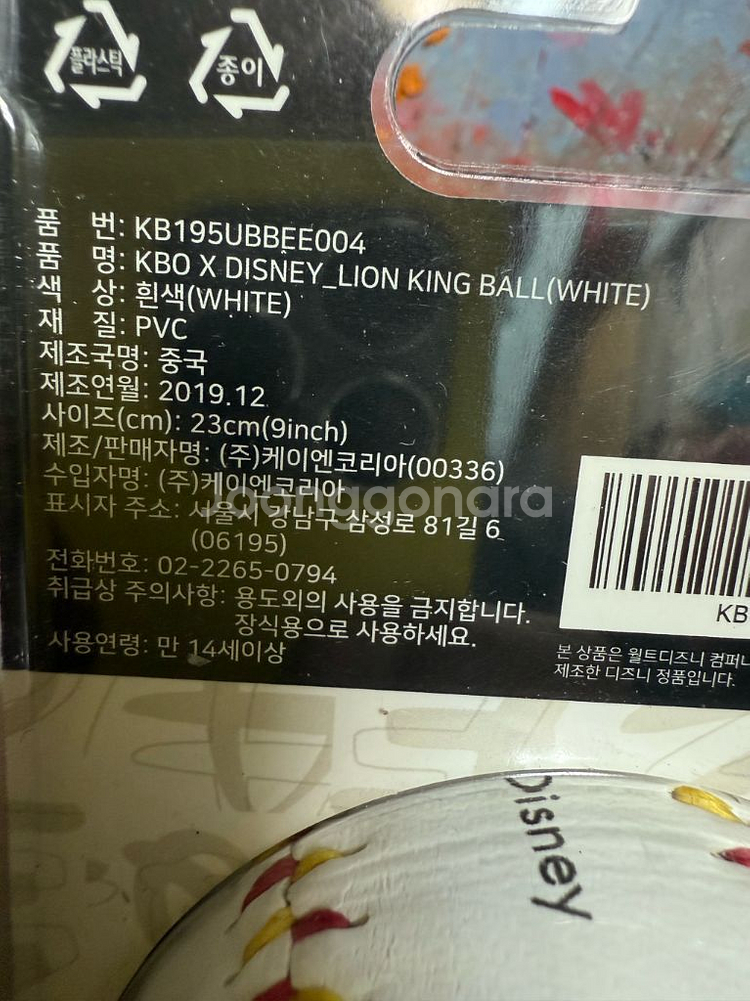 플라스틱
종이
품 번: KB195UBBEE004
품 명: KBO X DISNEY_LION KING BALL(WHITE)
색 상: 흰색(WHITE)
재 질: PVC
제조국명: 중국
제조연월: 2019.12
사이즈(cm): 23cm(9inch)
제조/판매자명: (주)케이엔코리아(00336)
수입자명: (주)케이엔코리아
Joonggonara
표시자 주소: 서울시 강남구 삼성로 81길 6
(06195)
전화번호: 02-2265-0794
취급상 주의사항: 용도외의 사용을 금지합니다.
장식용으로 사용하세요.
사용연령: 만 14세이상
KB
본 상품은 월트디즈니 컴퍼니
제조한 디즈니 정품입니다.
Disney